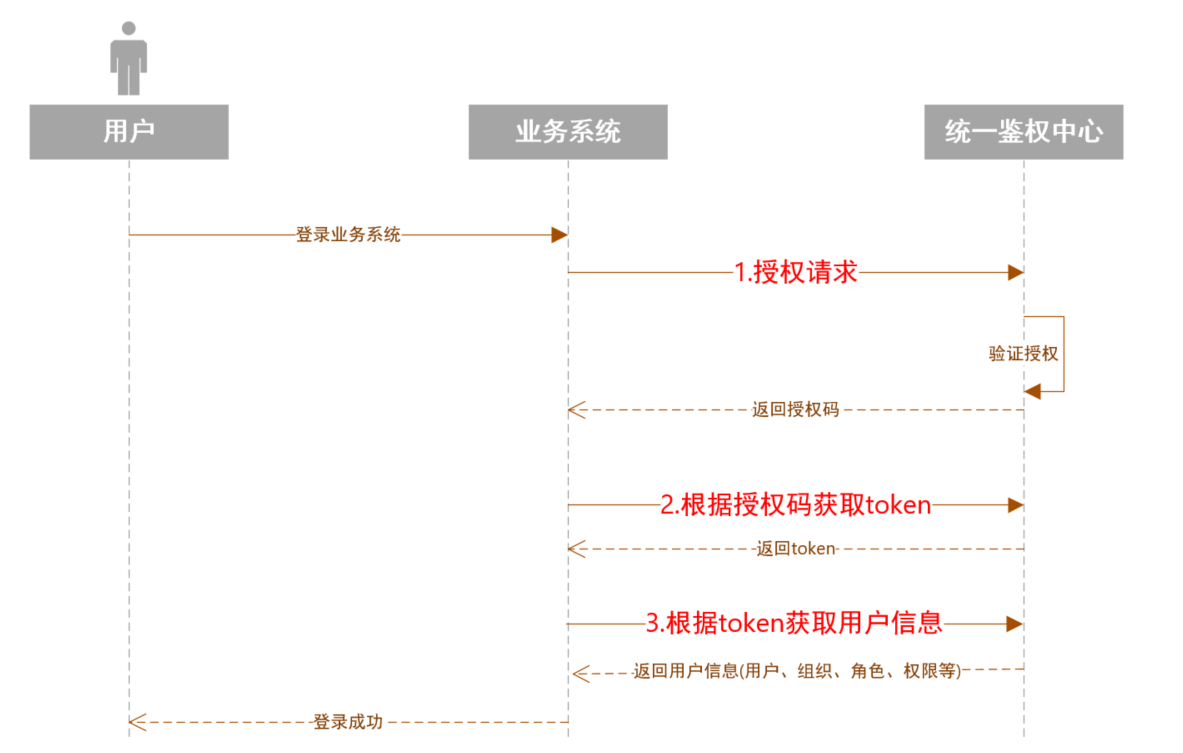 用户
业务系统
统一鉴权中心
登录业务系统
1.授权请求
验证授权
返回授权码
2.根据授权码获取token
返回token
3.根据token获取用户信息
返回用户信息(用户、组织、角色、权限等)
登录成功